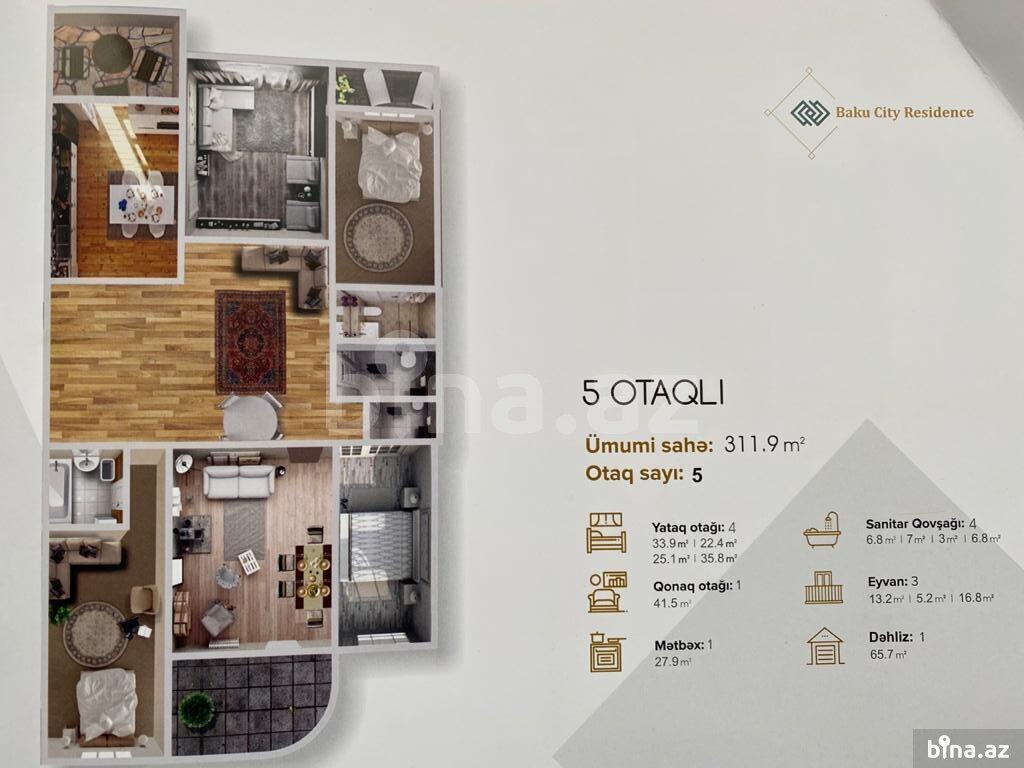 Baku City Residence
bina.az
5 OTAQLI
Ümumi sahə: 311.9 m²
Otaq sayı: 5
Yataq otağı: 4
33.9 m² | 22.4 m²
25.1 m² | 35.8 m²
Qonaq otağı: 1
41.5 m²
Mətbəx: 1
27.9 m²
Sanitar Qovşağı: 4
6.8 m² | 7 m² | 3 m² | 6.8 m²
Eyvan: 3
13.2 m² | 5.2 m² | 16.8 m²
Dəhliz: 1
65.7 m²
bina.az